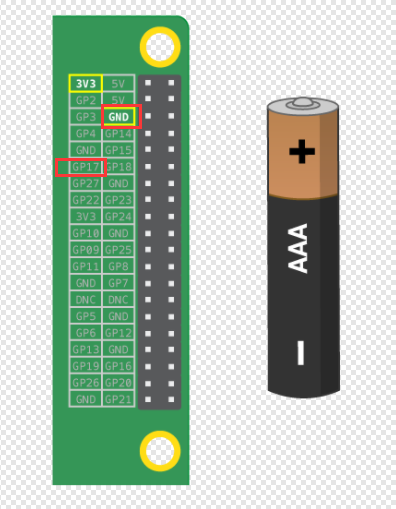 3V3 5V
GP2 5V
GP3 GND
GP4 GP14
GND GP15
GP17 GP18
GP27 GND
GP22 GP23
3V3 GP24
GP10 GND
GP09 GP25
GP11 GP8
GND GP7
DNC DNC
GP5 GND
GP6 GP12
GP13 GND
GP19 GP16
GP26 GP20
GND GP21
+
AAA
-